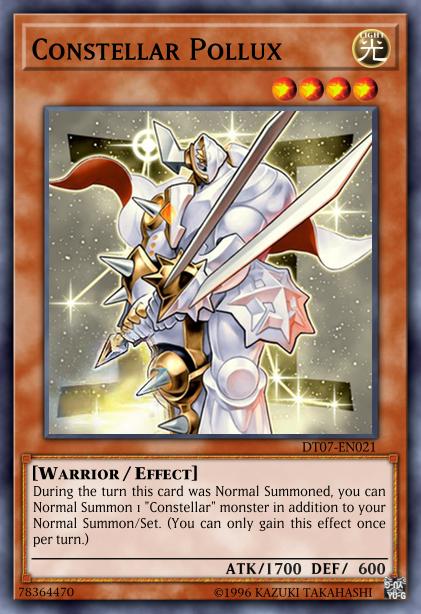 CONSTELLAR POLLUX
LIGHT
光
DT07-EN021
[WARRIOR / EFFECT]
During the turn this card was Normal Summoned, you can
Normal Summon 1 "Constellar" monster in addition to your
Normal Summon/Set. (You can only gain this effect once
per turn.)
ATK/1700 DEF/ 600
78364470
©1996 KAZUKI TAKAHASHI